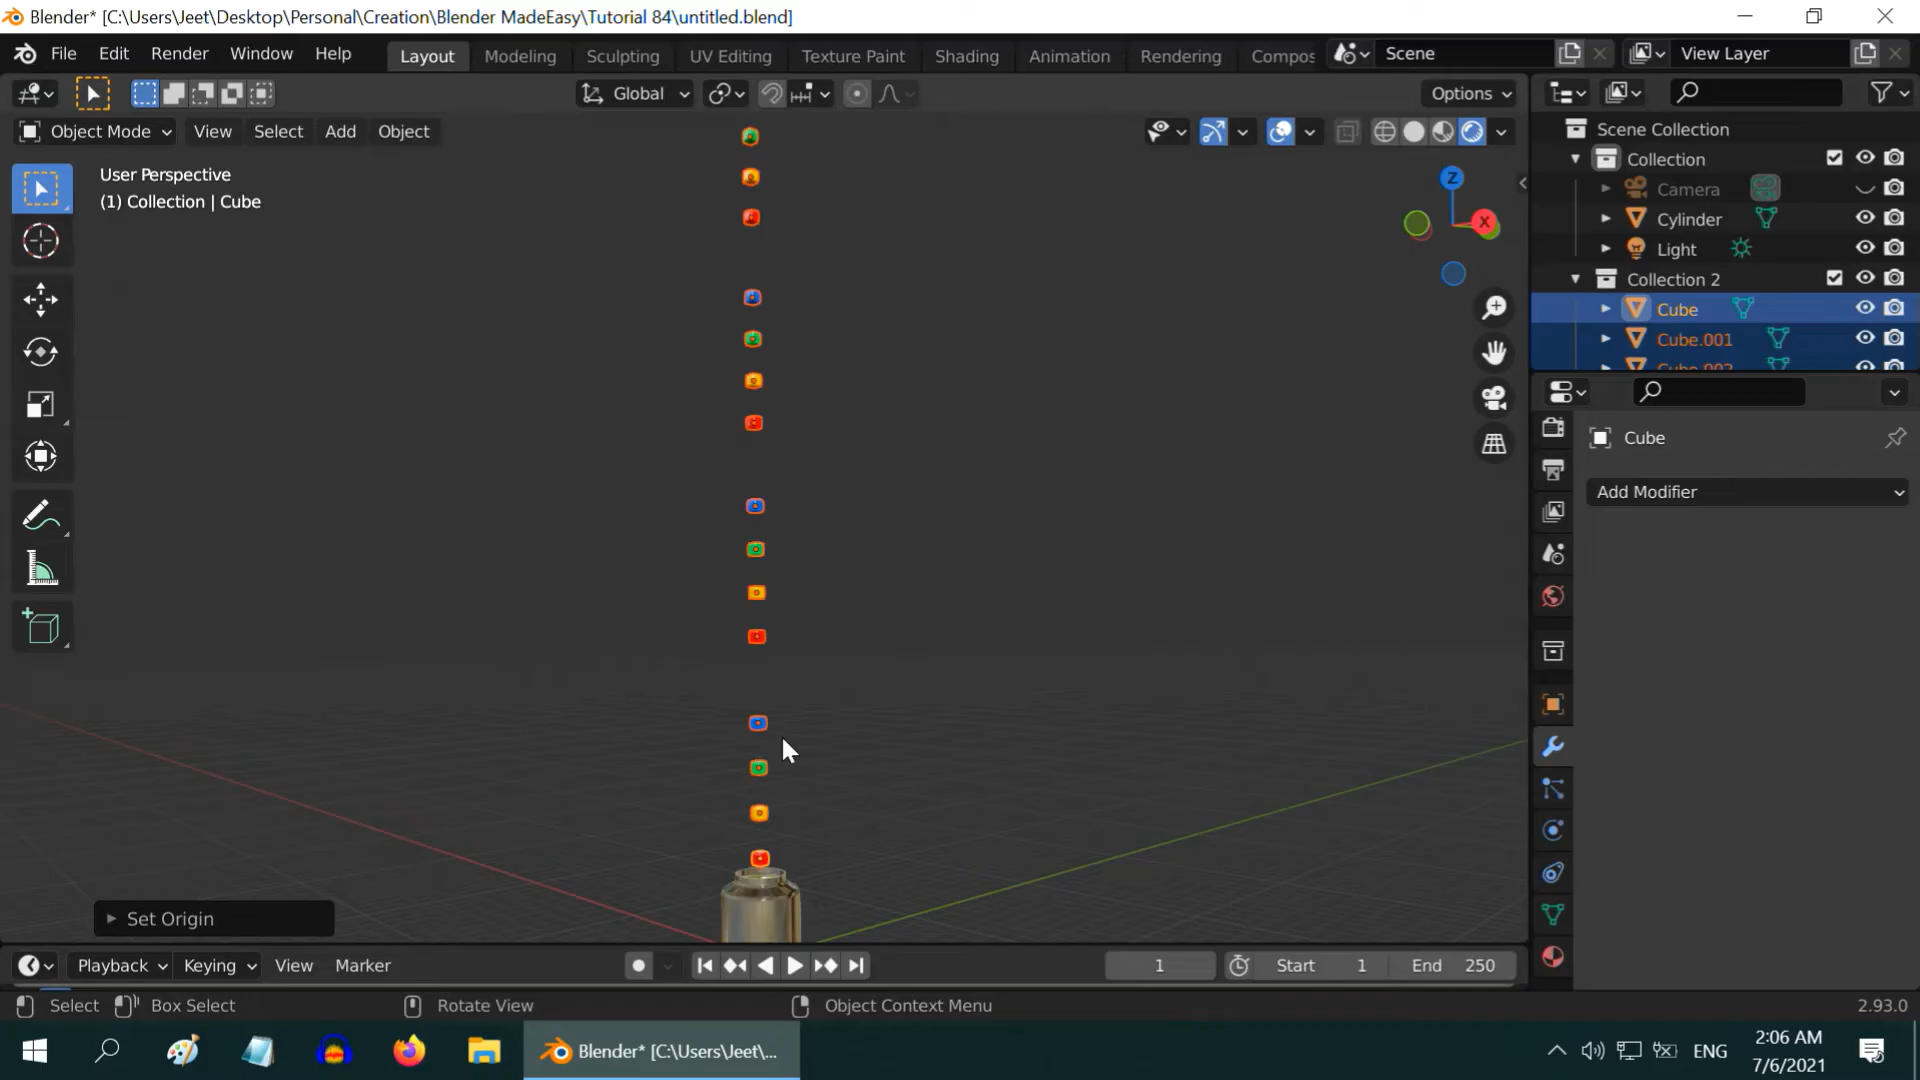 Blender* [C:\Users\Jeet\Desktop\Personal\Creation\Blender MadeEasy\Tutorial 84\untitled.blend]
File Edit Render Window Help Layout Modeling Sculpting UV Editing Texture Paint Shading Animation Rendering Compos Scene View Layer
Global Options
Object Mode View Select Add Object
User Perspective
(1) Collection | Cube
Z
X
Scene Collection
Collection
Camera
Cylinder
Light
Collection 2
Cube
Cube.001
Cube.002
Cube
Add Modifier
Set Origin
Playback Keying View Marker 1 Start 1 End 250
Select Box Select Rotate View Object Context Menu 2.93.0
Blender* [C:\Users\Jeet\... ENG 2:06 AM
7/6/2021